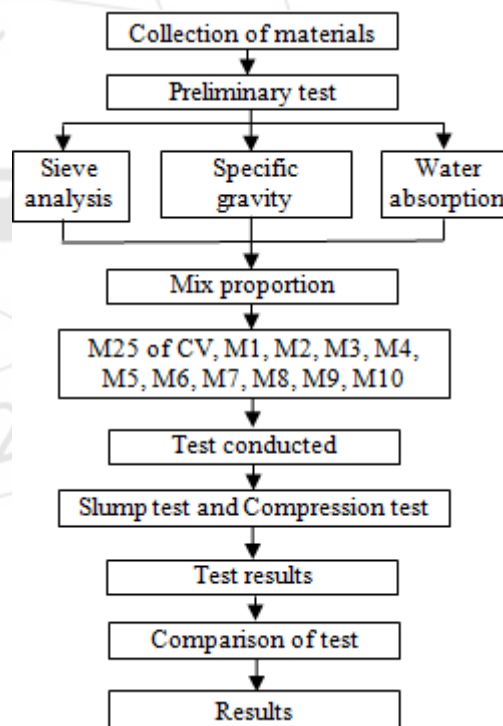 Collection of materials
Preliminary test
Sieve
analysis
Specific
gravity
Water
absorption
Mix proportion
M25 of CV, M1, M2, M3, M4,
M5, M6, M7, M8, M9, M10
Test conducted
Slump test and Compression test
Test results
Comparison of test
Results